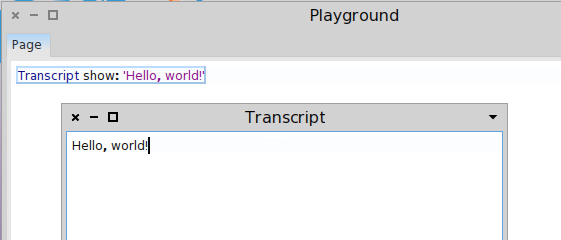 Playground
Page
Transcript show: 'Hello, world!'
Transcript
Hello, world!